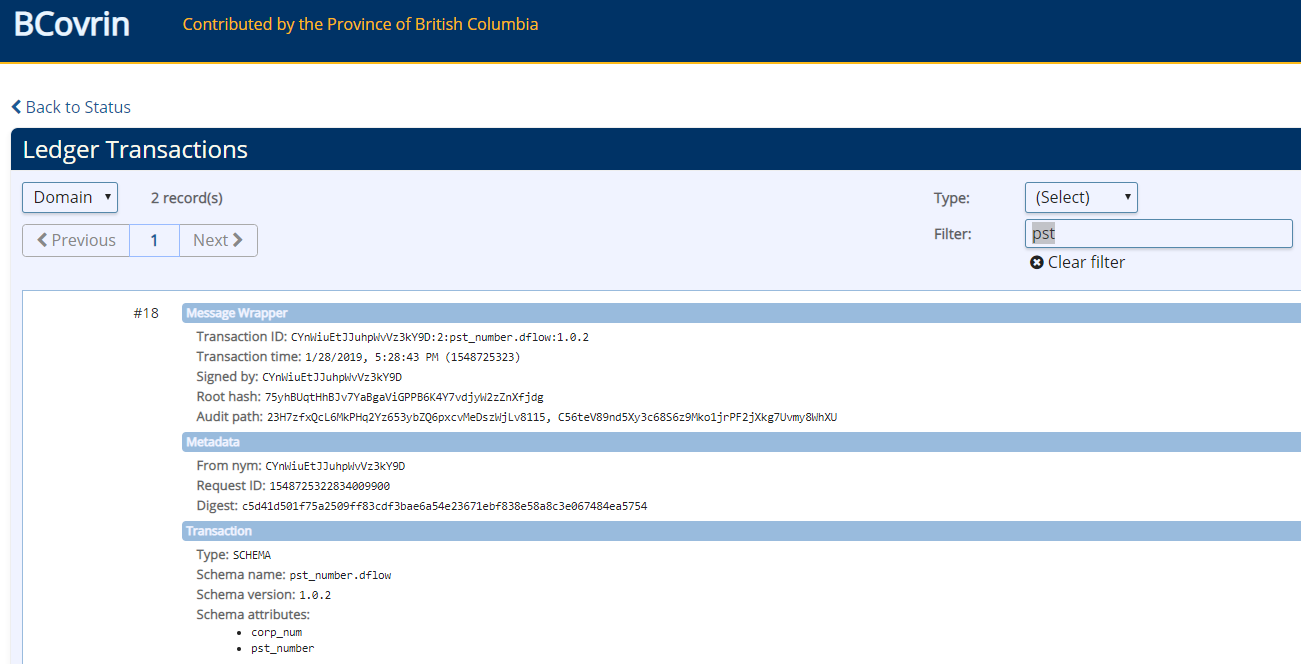 BCovrin Contributed by the Province of British Columbia
Back to Status
Ledger Transactions
Domain 2 record(s) Type: (Select)
Previous 1 Next Filter: pst
Clear filter
#18 Message Wrapper
Transaction ID: CYnWiuEtJJuhpWvVz3kY9D:2:pst_number.dflow:1.0.2
Transaction time: 1/28/2019, 5:28:43 PM (1548725323)
Signed by: CYnWiuEtJJuhpWvVz3kY9D
Root hash: 75yhBUqtHhBJv7YaBgaViGPPB6K4Y7vdjyW2zZnXfjdg
Audit path: 23H7zfxQcL6MkPHq2Yz653ybZQ6pxcvMeDszWjLv8115, C56teV89nd5Xy3c68S6z9Mko1jrPF2jXkg7Uvmy8WhXU
Metadata
From nym: CYnWiuEtJJuhpWvVz3kY9D
Request ID: 1548725322834009900
Digest: c5d41d501f75a2509ff83cdf3bae6a54e23671ebf838e58a8c3e067484ea5754
Transaction
Type: SCHEMA
Schema name: pst_number.dflow
Schema version: 1.0.2
Schema attributes:
• corp_num
• pst_number